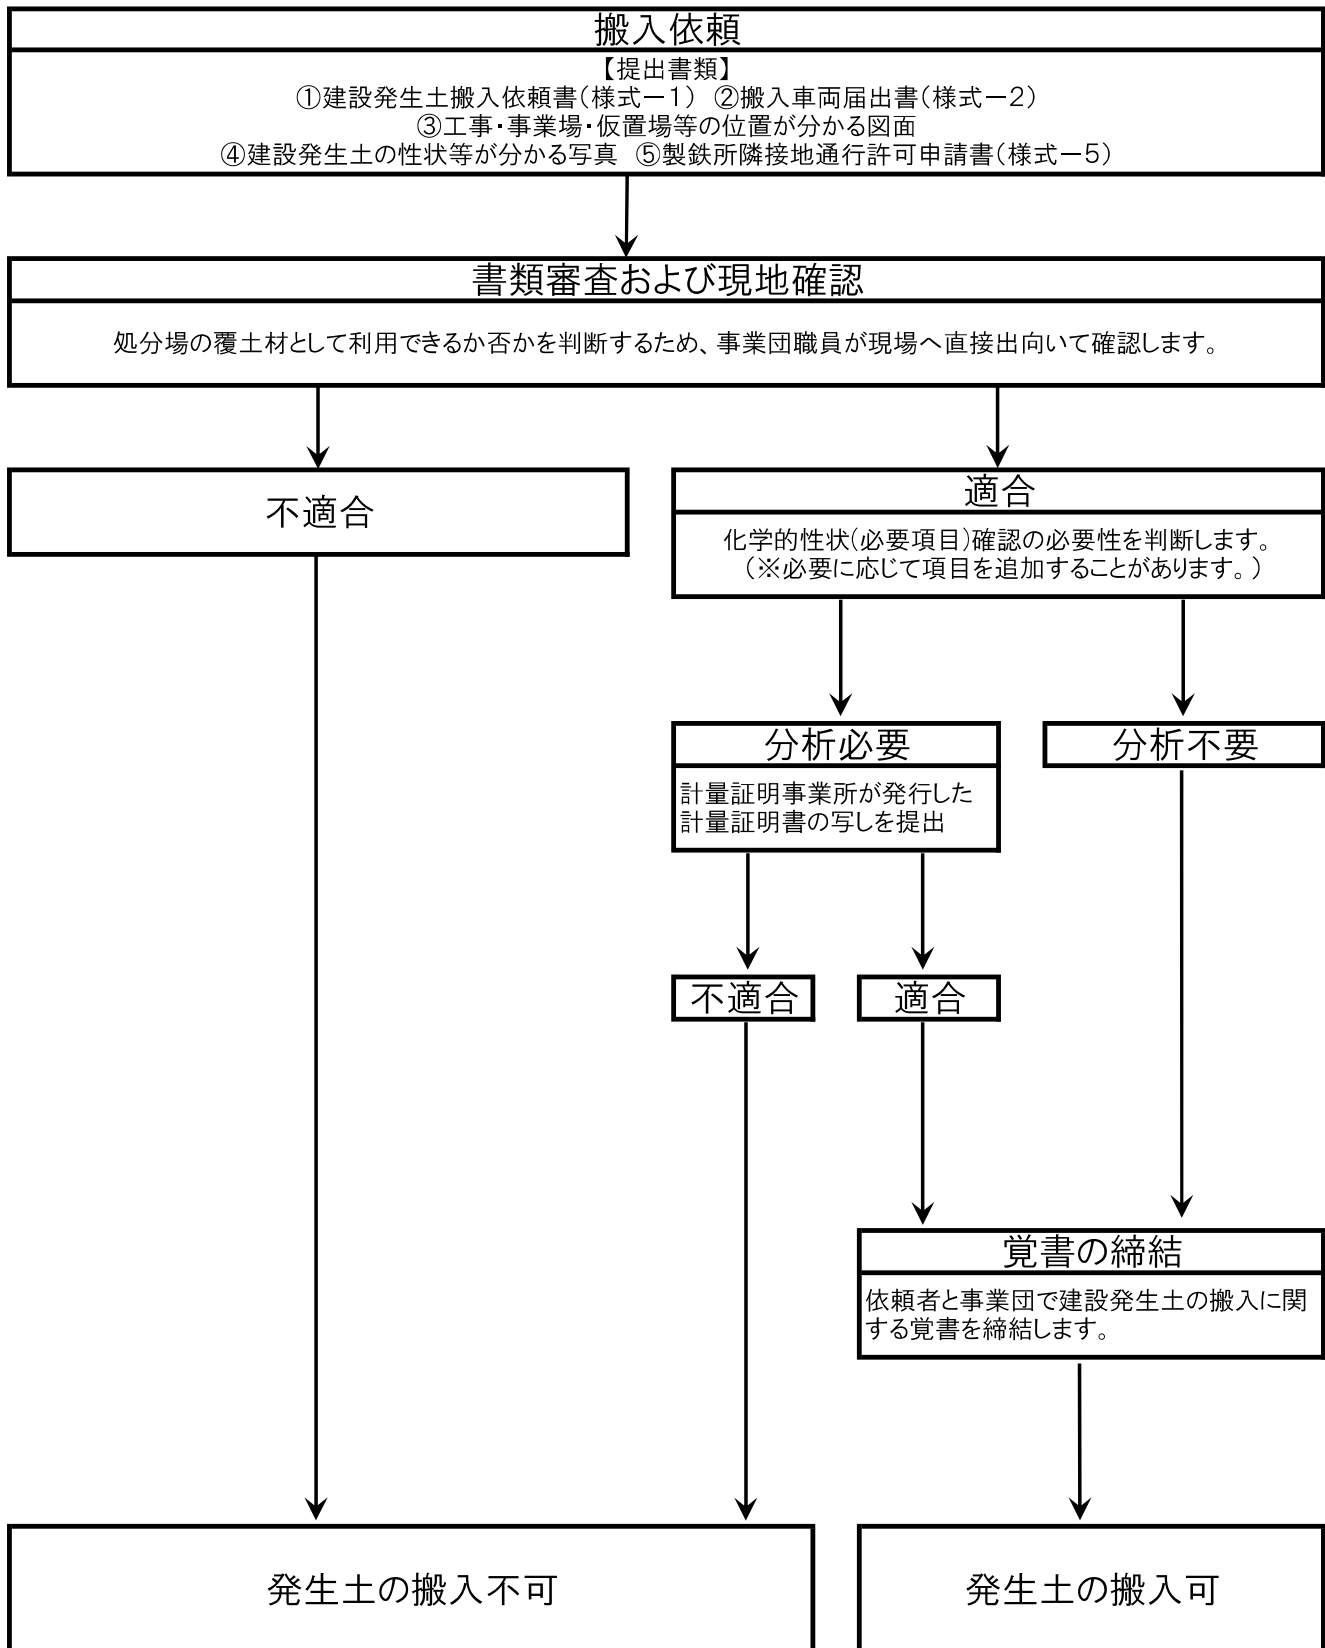 搬入依頼
【提出書類】
①建設発生土搬入依頼書(様式－1)　②搬入車両届出書(様式－2)
③工事・事業場・仮置場等の位置が分かる図面
④建設発生土の性状等が分かる写真　⑤製鉄所隣接地通行許可申請書(様式－5)
書類審査および現地確認
処分場の覆土材として利用できるか否かを判断するため、事業団職員が現場へ直接出向いて確認します。
不適合
適合
化学的性状(必要項目)確認の必要性を判断します。
(※必要に応じて項目を追加することがあります。)
分析必要
分析不要
計量証明事業所が発行した
計量証明書の写しを提出
不適合
適合
覚書の締結
依頼者と事業団で建設発生土の搬入に関
する覚書を締結します。
発生土の搬入不可
発生土の搬入可